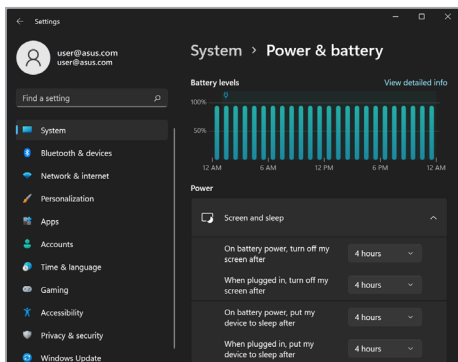 Settings
user@asus.com
user@asus.com
Find a setting
System
Bluetooth & devices
Network & internet
Personalization
Apps
Accounts
Time & language
Gaming
Accessibility
Privacy & security
Windows Update
System > Power & battery
Battery levels
View detailed info
100%
50%
12 AM 6 AM 12 PM 6 PM 12 AM
Power
Screen and sleep
On battery power, turn off my
screen after
4 hours
When plugged in, turn off my
screen after
4 hours
On battery power, put my
device to sleep after
4 hours
When plugged in, put my
device to sleep after
4 hours